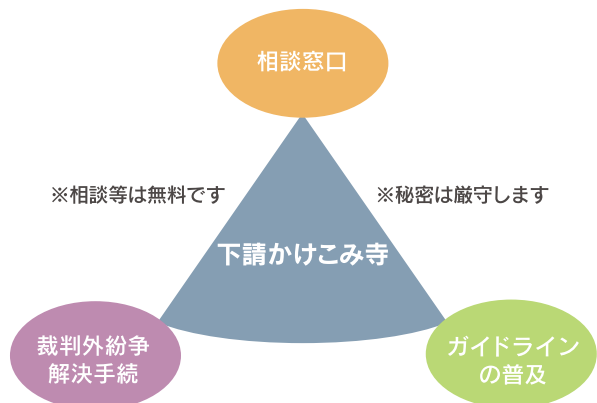 相談窓口
※相談等は無料です
※秘密は厳守します
下請かけこみ寺
裁判外紛争
解決手続
ガイドライン
の普及